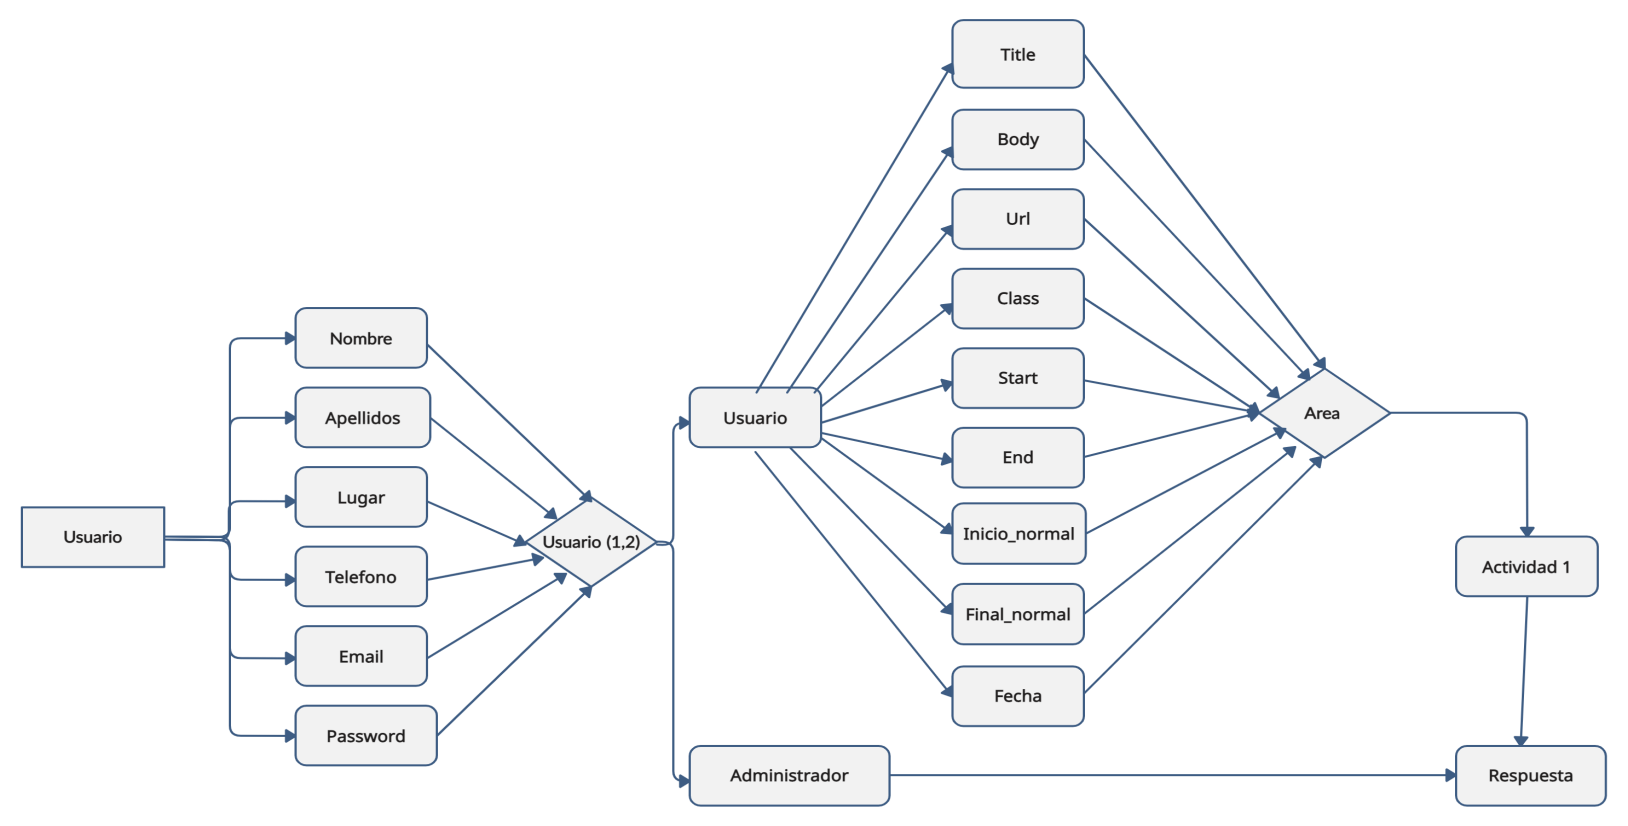 Usuario
Nombre
Apellidos
Lugar
Telefono
Email
Password
Usuario (1,2)
Usuario
Administrador
Title
Body
Url
Class
Start
End
Inicio_normal
Final_normal
Fecha
Area
Actividad 1
Respuesta